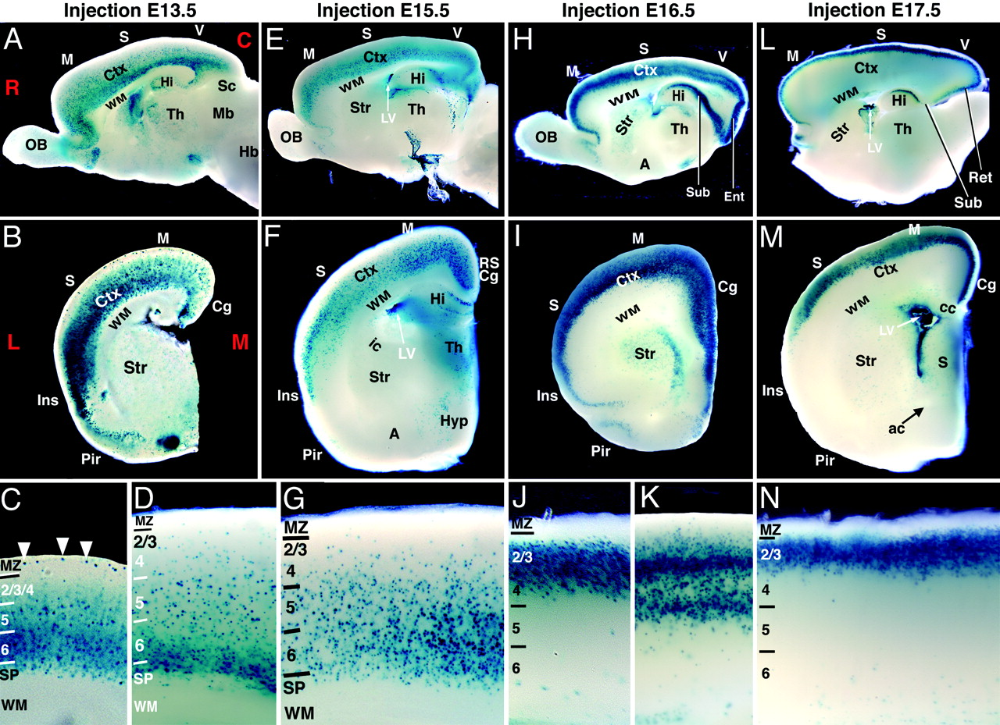 Injection E13.5
Injection E15.5
Injection E16.5
Injection E17.5
A
S
V
C
M
Ctx
R
WM
Hi
Sc
Th
Mb
OB
Hb
E
S
V
M
Ctx
WM
Hi
Str
Th
LV
OB
H
S
V
M
Ctx
WM
Hi
Str
Th
OB
A
Sub
Ent
L
S
V
M
Ctx
WM
Hi
Str
Th
LV
Ret
Sub
B
M
S
Ctx
WM
Cg
L
M
Str
Ins
Pir
F
M
S
Ctx
RS
Cg
WM
Hi
ic
LV
Th
Str
Ins
Hyp
A
Pir
I
M
Ctx
S
Cg
WM
Str
Ins
Pir
M
M
S
Ctx
Cg
WM
cc
LV
Str
S
Ins
ac
Pir
C
MZ
2/3/4
5
6
SP
WM
D
MZ
2/3
4
5
6
SP
WM
G
MZ
2/3
4
5
6
SP
WM
J
MZ
2/3
4
5
6
K
N
MZ
2/3
4
5
6